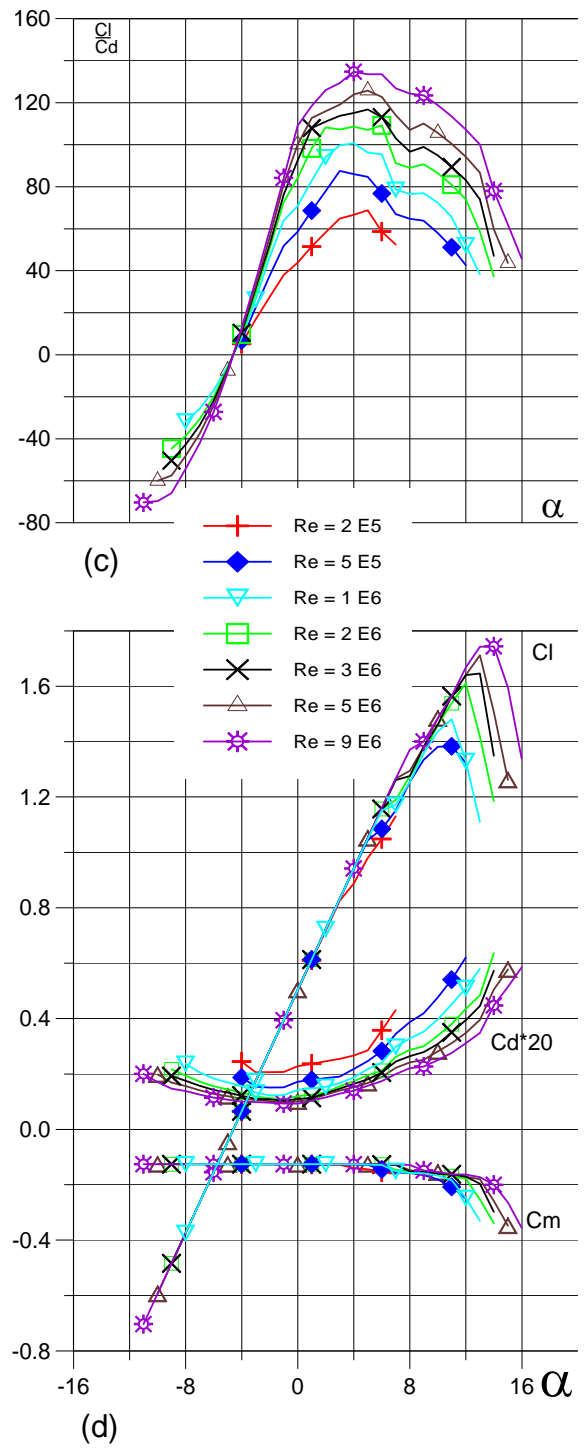 160
Cl
Cd
120
80
40
0
-40
-80
α
(c)
Re = 2 E5
Re = 5 E5
Re = 1 E6
Re = 2 E6
Re = 3 E6
Re = 5 E6
Re = 9 E6
Cl
1.6
1.2
0.8
0.4
Cd*20
0.0
Cm
-0.4
-0.8
-16 -8 0 8 16 α
(d)